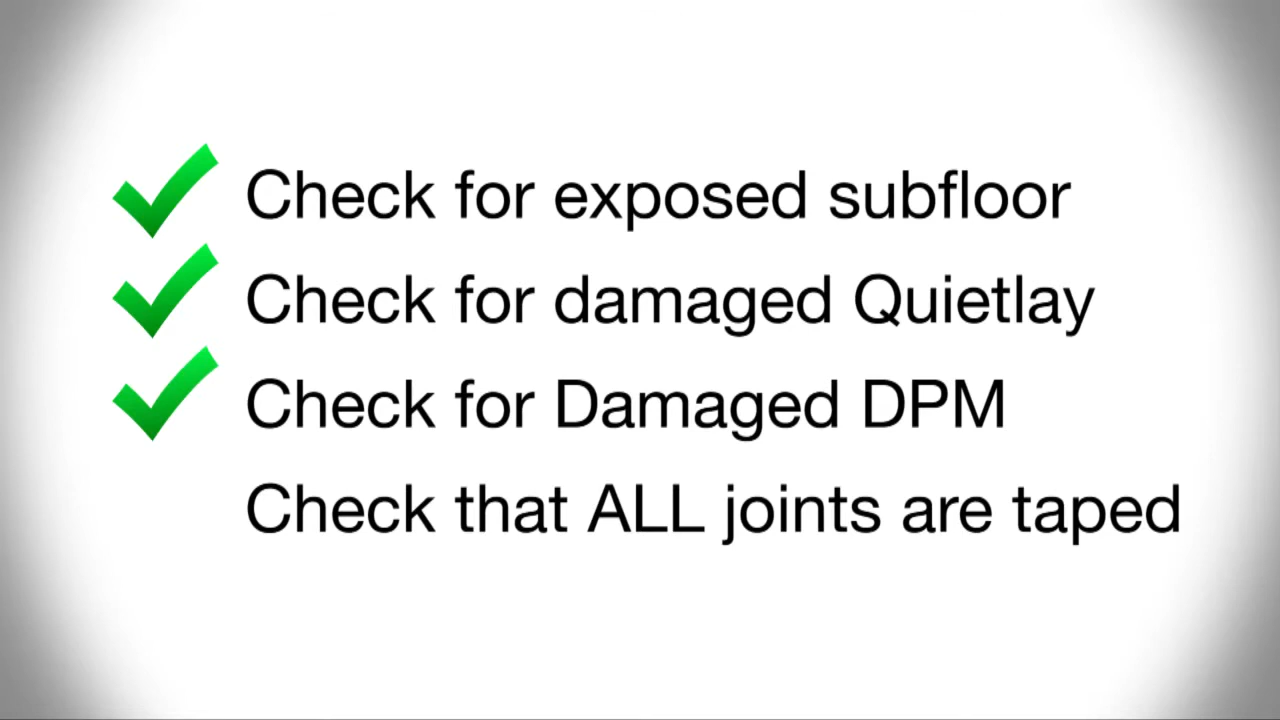 Check for exposed subfloor
Check for damaged Quietlay
Check for Damaged DPM
Check that ALL joints are taped